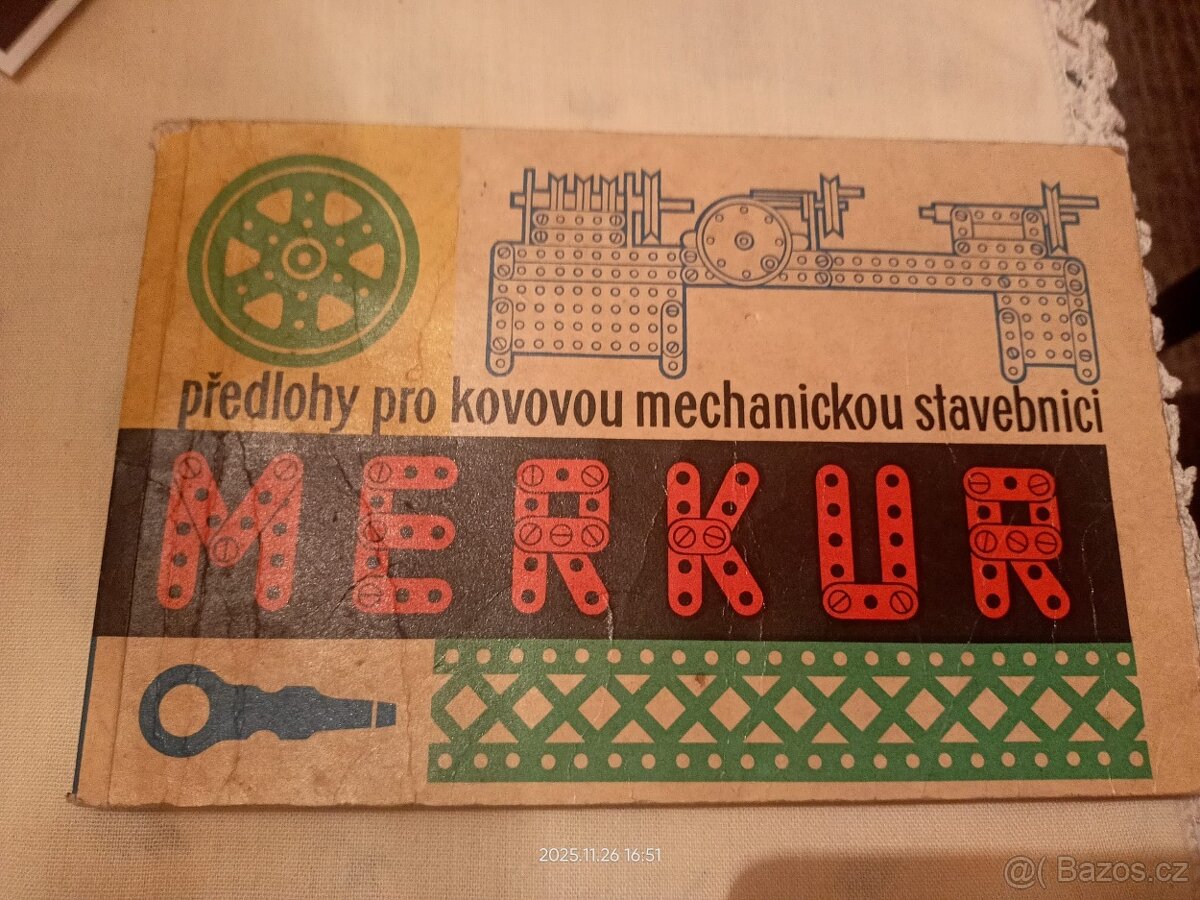 předlohy pro kovovou mechanickou stavebnici
MERKUR
2025.11.26 16:51
@( Bazos.cz